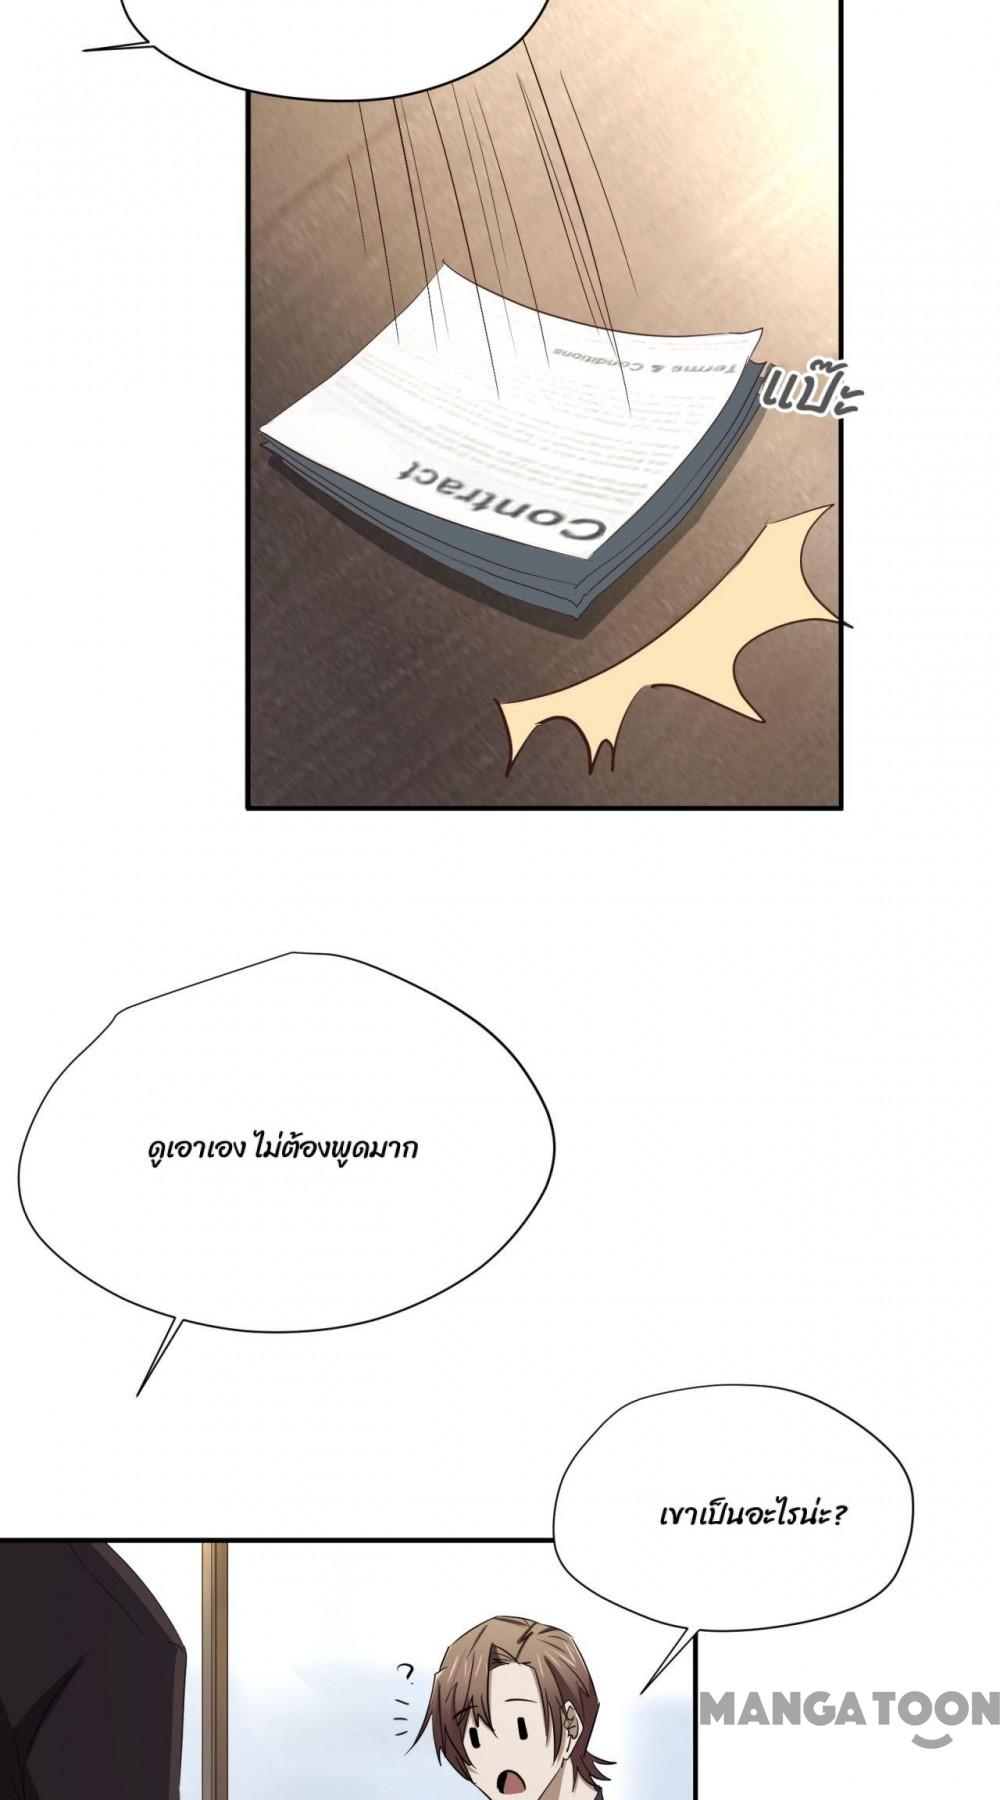 Terms & Conditions
แป๊ะ
Contract
ดูเอาเอง ไม่ต้องพูดมาก
เขาเป็นอะไรน่ะ?
?
MANGATOON